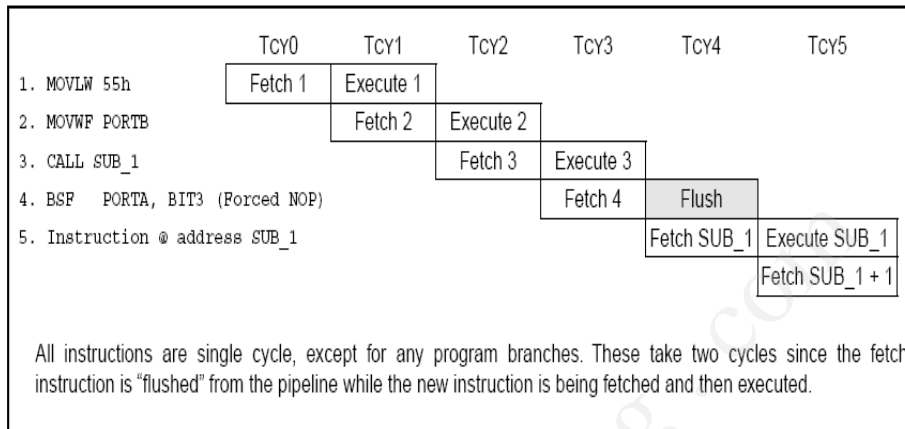 TCY0 TCY1 TCY2 TCY3 TCY4 TCY5
1. MOVLW 55h Fetch 1 Execute 1
2. MOVWF PORTB Fetch 2 Execute 2
3. CALL SUB_1 Fetch 3 Execute 3
4. BSF PORTA, BIT3 (Forced NOP) Fetch 4 Flush
5. Instruction @ address SUB_1 Fetch SUB_1 Execute SUB_1
Fetch SUB_1 + 1
All instructions are single cycle, except for any program branches. These take two cycles since the fetch
instruction is “flushed” from the pipeline while the new instruction is being fetched and then executed.